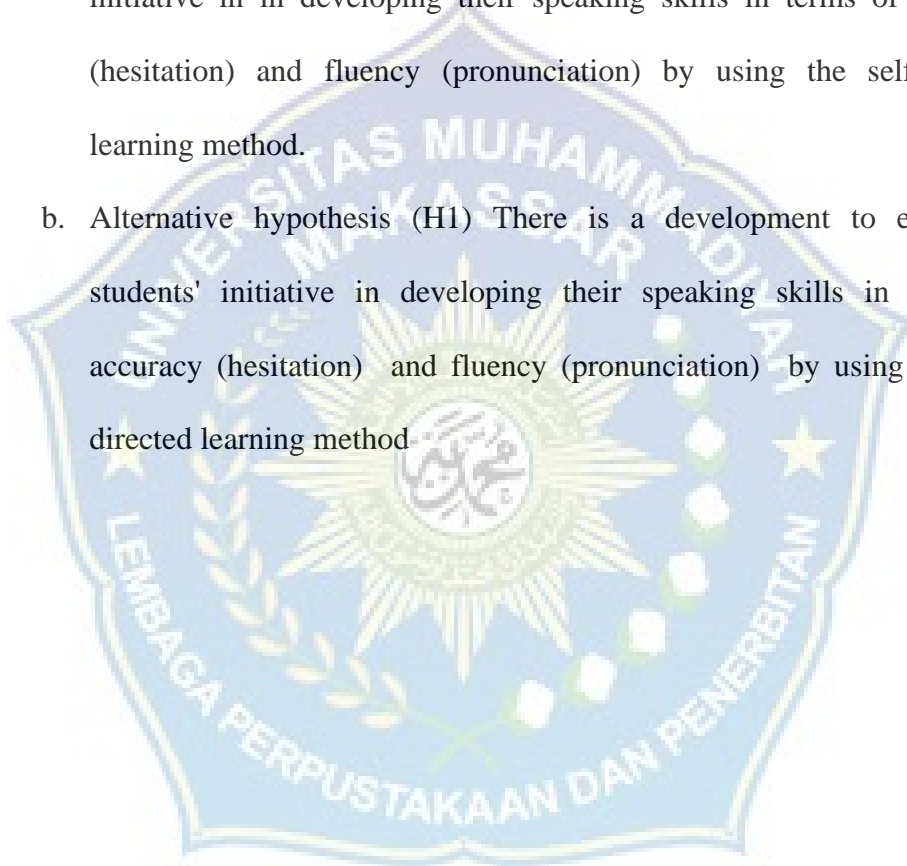 initiative in in developing their speaking skills in terms of
(hesitation) and fluency (pronunciation) by using the self
learning method.
b. Alternative hypothesis (H1) There is a development to e
students' initiative in developing their speaking skills in
accuracy (hesitation) and fluency (pronunciation) by using
directed learning method
UNIVERSITAS MUHAMMADIYAH
MAKASSAR
LEMBAGA PERPUSTAKAAN DAN PENERBITAN